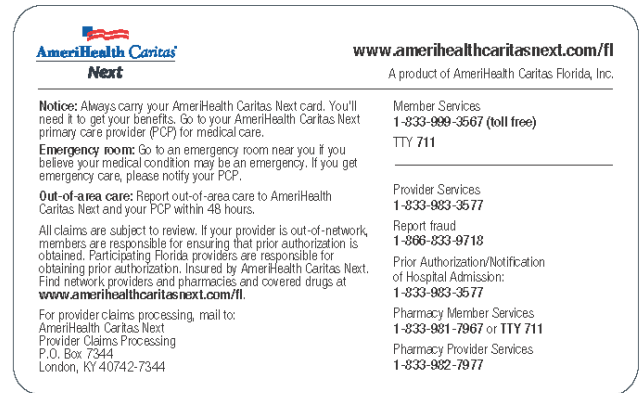 AmeriHealth Caritas
Next
www.amerihealthcaritasnext.com/fl
A product of AmeriHealth Caritas Florida, Inc.
Notice: Always carry your AmeriHealth Caritas Next card. You'll
need it to get your benefits. Go to your AmeriHealth Caritas Next
primary care provider (PCP) for medical care.
Emergency room: Go to an emergency room near you if you
believe your medical condition may be an emergency. If you get
emergency care, please notify your PCP.
Out-of-area care: Report out-of-area care to AmeriHealth
Caritas Next and your PCP within 48 hours.
All claims are subject to review. If your provider is out-of-network,
members are responsible for ensuring that prior authorization is
obtained. Participating Florida providers are responsible for
obtaining prior authorization. Insured by AmeriHealth Caritas Next.
Find network providers and pharmacies and covered drugs at
www.amerihealthcaritasnext.com/fl.
For provider claims processing, mail to:
AmeriHealth Caritas Next
Provider Claims Processing
P.O. Box 7344
London, KY 40742-7344
Member Services
1-833-999-3567 (toll free)
TTY 711
Provider Services
1-833-983-3577
Report fraud
1-866-833-9718
Prior Authorization/Notification
of Hospital Admission:
1-833-983-3577
Pharmacy Member Services
1-833-981-7967 or TTY 711
Pharmacy Provider Services
1-833-982-7977